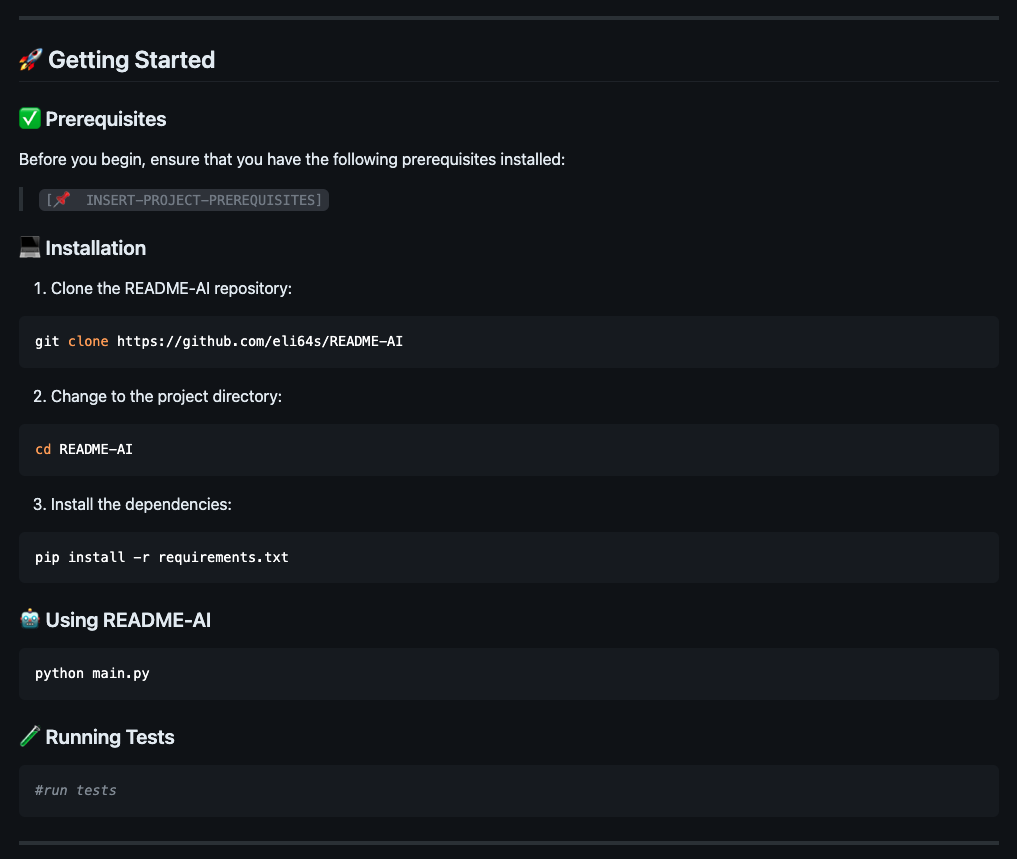 🚀 Getting Started
✅ Prerequisites
Before you begin, ensure that you have the following prerequisites installed:
[📌 INSERT-PROJECT-PREREQUISITES]
💻 Installation
1. Clone the README-AI repository:
git clone https://github.com/eli64s/README-AI
2. Change to the project directory:
cd README-AI
3. Install the dependencies:
pip install -r requirements.txt
🤖 Using README-AI
python main.py
🧪 Running Tests
#run tests